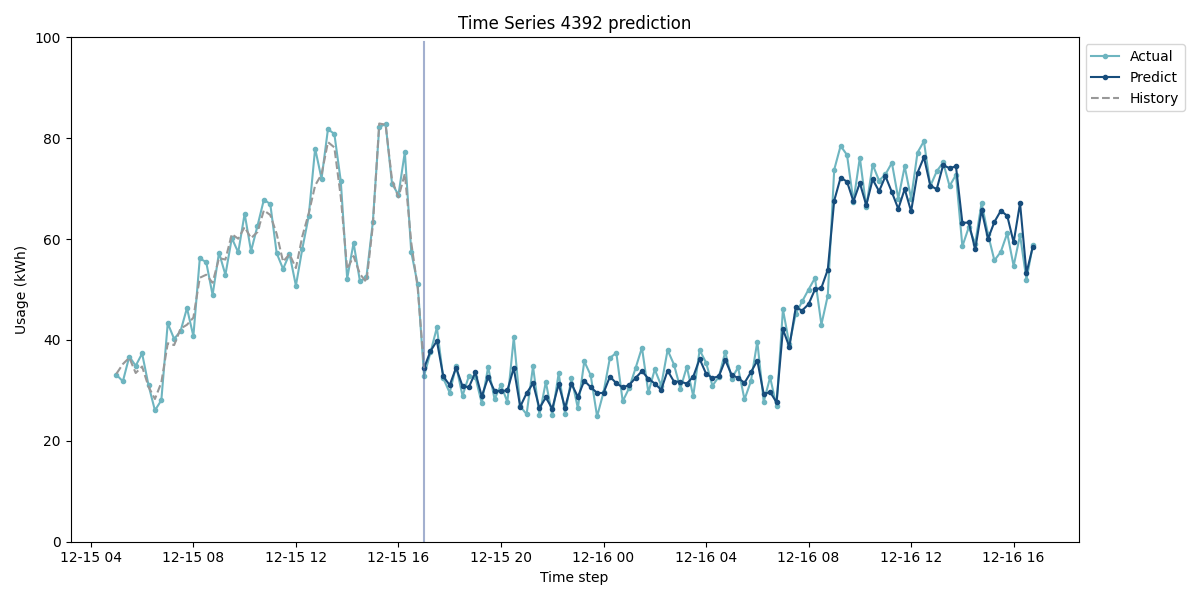 Time Series 4392 prediction
100
80
60
40
20
0
Usage (kWh)
12-15 04
12-15 08
12-15 12
12-15 16
12-15 20
12-16 00
12-16 04
12-16 08
12-16 12
12-16 16
Time step
Actual
Predict
History